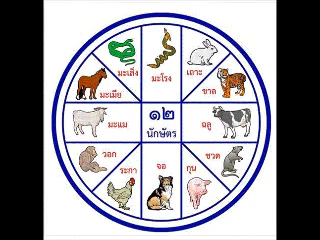 มะเส็ง
มะโรง
เถาะ
มะเมีย
ขาล
มะแม
๑๒
นักษัตร
ฉลู
วอก
ระกา
จอ
กุน
ชวด